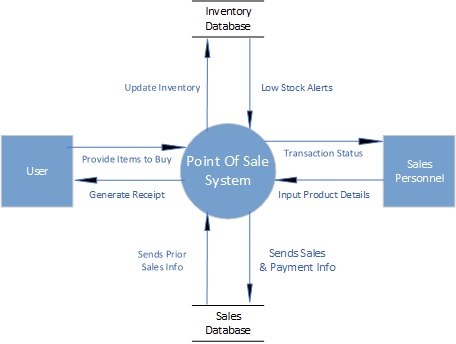 Inventory
Database
Update Inventory
Low Stock Alerts
User
Provide Items to Buy
Generate Receipt
Point Of Sale
System
Transaction Status
Input Product Details
Sales
Personnel
Sends Prior
Sales Info
Sends Sales
& Payment Info
Sales
Database